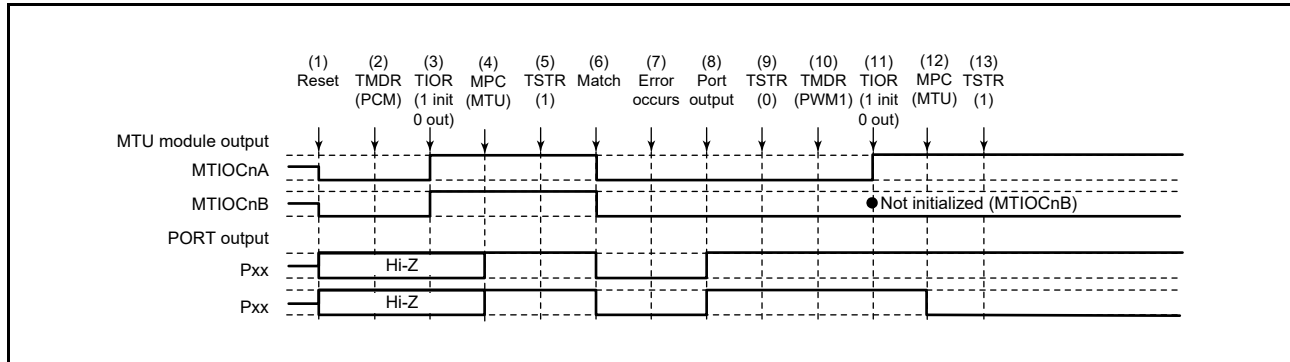 (1) (2) (3) (4) (5) (6) (7) (8) (9) (10) (11) (12) (13)
Reset TMDR TIOR MPC TSTR Match Error Port TSTR TMDR TIOR MPC TSTR
(PCM) (1 init (MTU) (1) occurs output (0) (PWM1) (1 init (MTU) (1)
0 out) 0 out)
MTU module output
MTIOCnA
MTIOCnB Not initialized (MTIOCnB)
PORT output
Pxx Hi-Z
Pxx Hi-Z